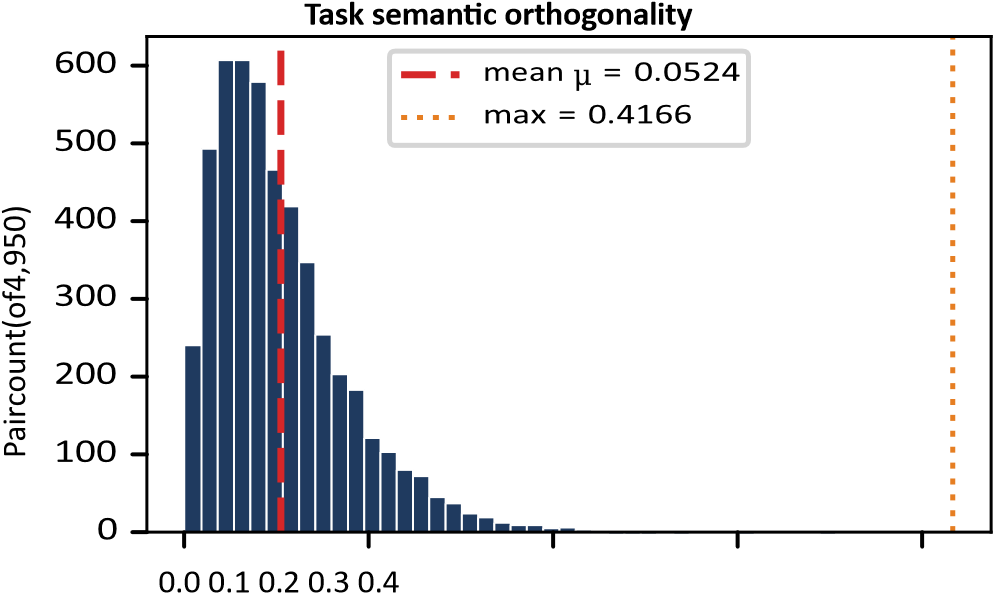 Task semantic orthogonality
mean μ = 0.0524
max = 0.4166
600
500
400
300
200
100
0
Paircount(of4,950)
0.0 0.1 0.2 0.3 0.4